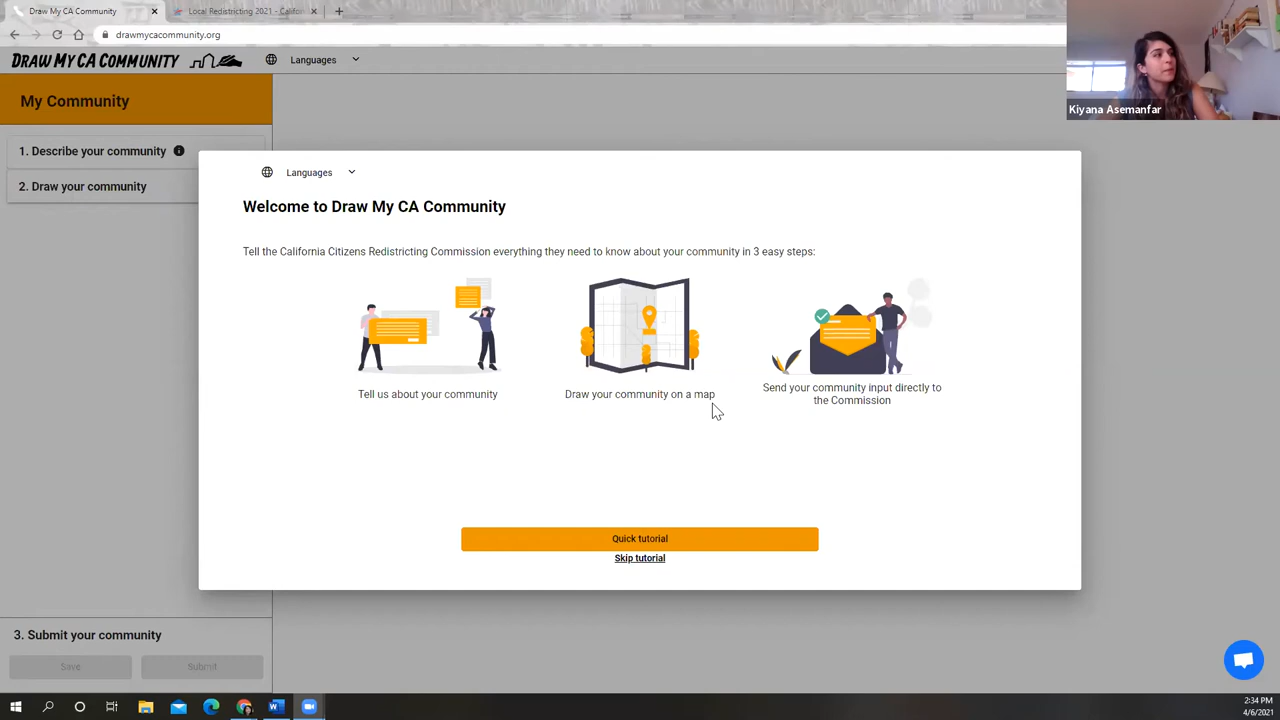 Draw My CA Community
Local Redistricting 2021 - Califor
drawmycacommunity.org
DRAW MY CA COMMUNITY
Languages
Kiyana Asemanfar
My Community
1. Describe your community
2. Draw your community
Languages
Welcome to Draw My CA Community
Tell the California Citizens Redistricting Commission everything they need to know about your community in 3 easy steps:
Tell us about your community
Draw your community on a map
Send your community input directly to
the Commission
Quick tutorial
Skip tutorial
3. Submit your community
Save
Submit
2:34 PM
4/6/2021